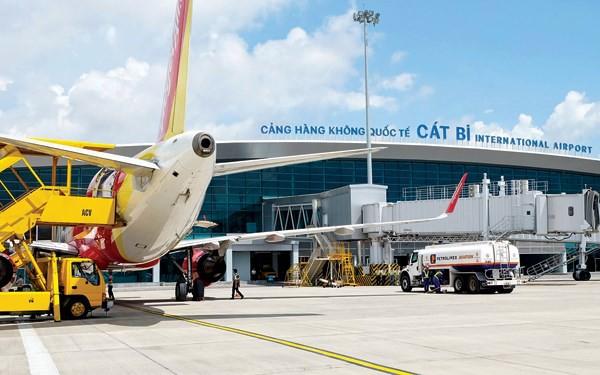 CẢNG HÀNG KHÔNG QUỐC TẾ CÁT BI INTERNATIONAL AIRPORT
ACV
PETROLIMEX AVIATION